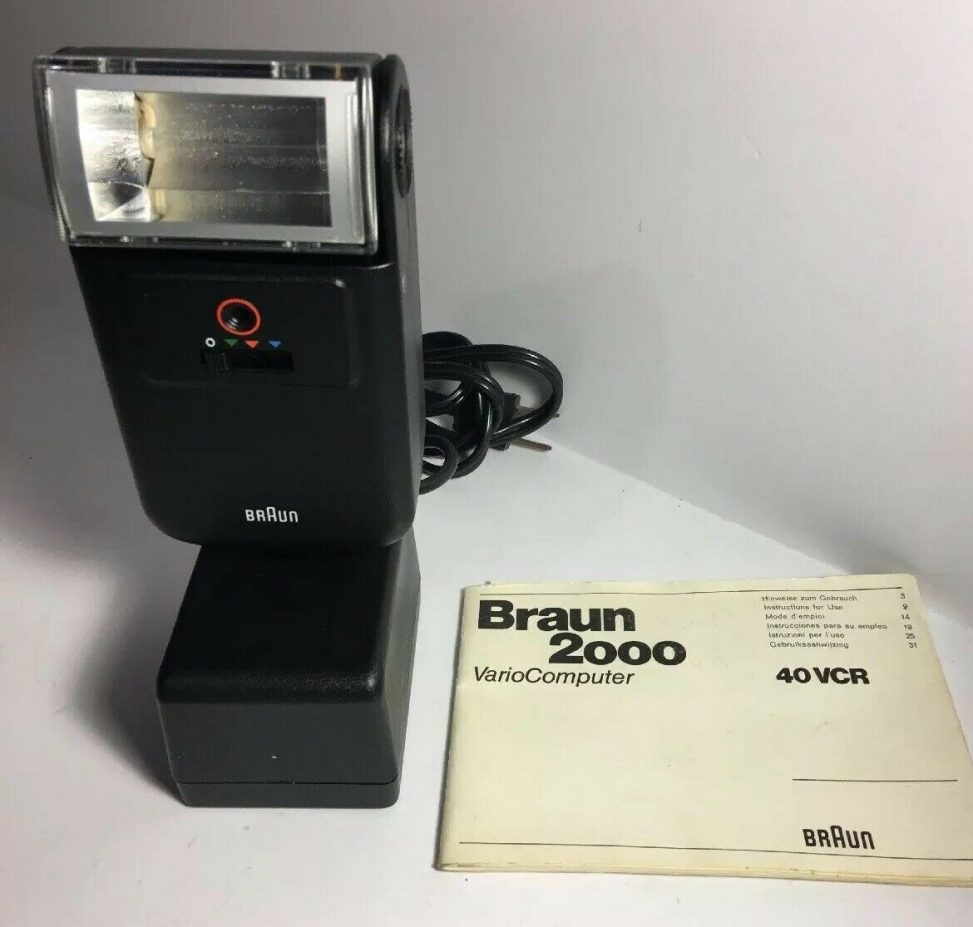 BRAUN
Braun
2000
VarioComputer
Hinweise zum Gebrauch 3
Instructions for Use 9
Mode d'emploi 14
Instrucciones para su empleo 19
Istruzioni per l'uso 25
Gebruiksaanwijzing 31
40 VCR
BRAUN